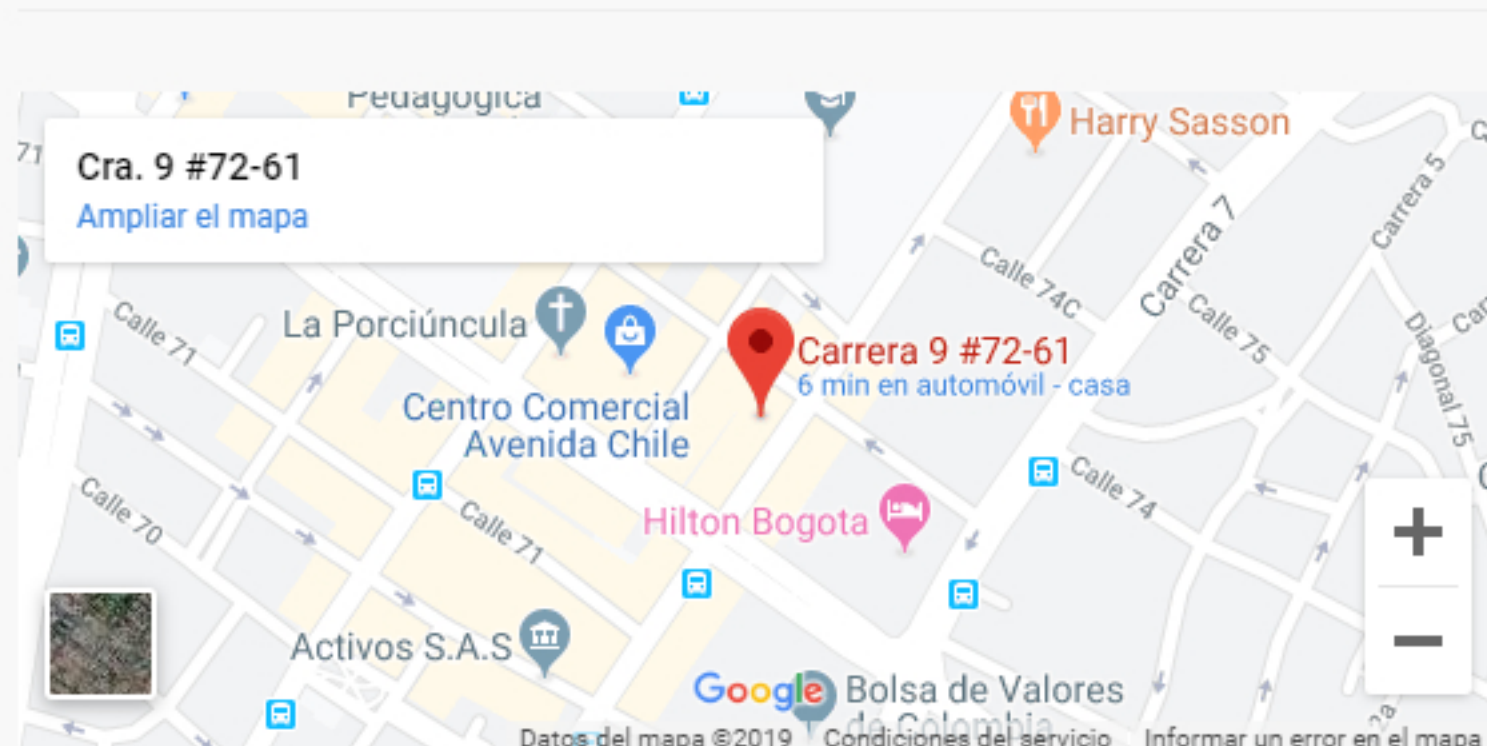 Pedagógica
Cra. 9 #72-61
Ampliar el mapa
Harry Sasson
Carrera 5
Carrera 7
Calle 74C
Calle 75
Diagonal 75
La Porciúncula
Calle 71
Carrera 9 #72-61
6 min en automóvil - casa
Centro Comercial
Avenida Chile
Calle 74
Calle 70
Calle 71
Hilton Bogota
Activos S.A.S
Google
Bolsa de Valores
de Colombia
Datos del mapa ©2019 Condiciones del servicio Informar un error en el mapa